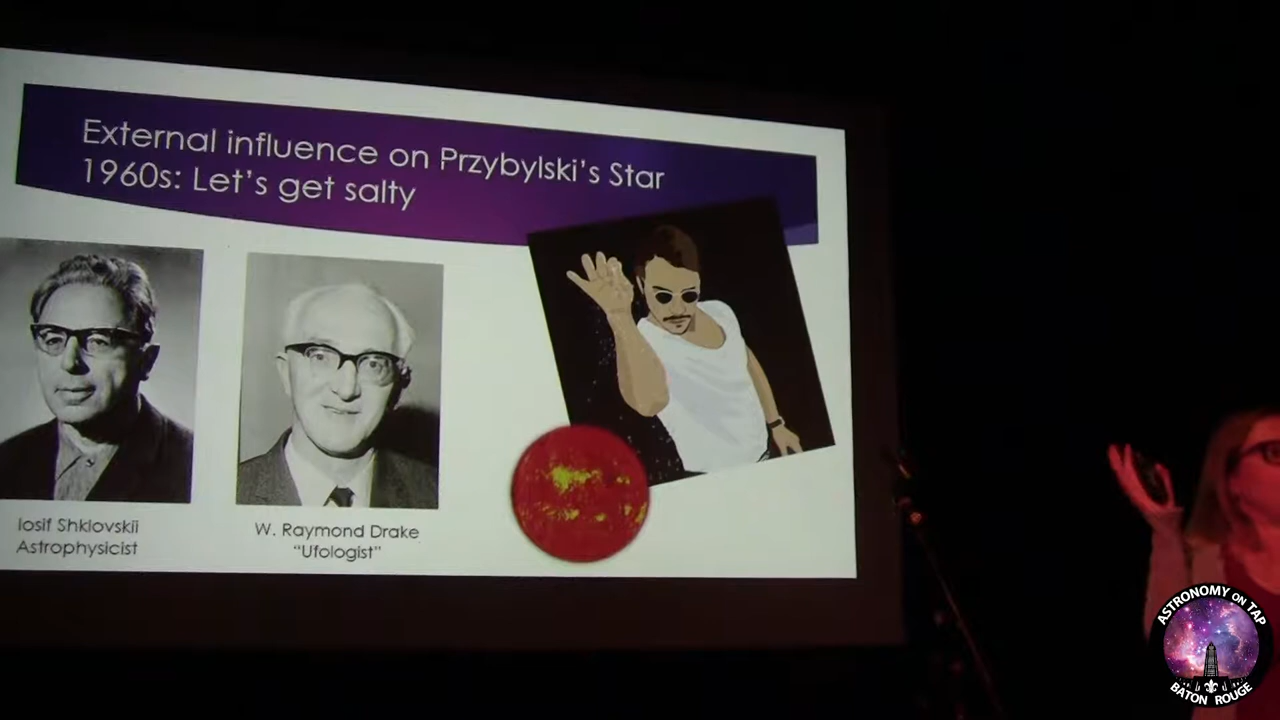 External influence on Przybylski's Star
1960s: Let's get salty
Iosif Shklovskii
Astrophysicist
W. Raymond Drake
"Ufologist"
ASTRONOMY ON TAP
BATON ROUGE